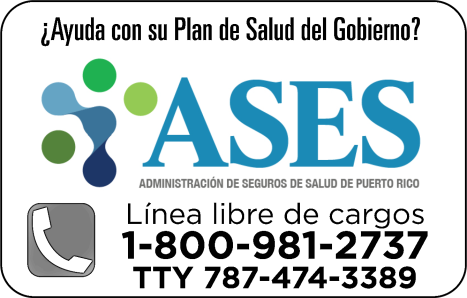 ¿Ayuda con su Plan de Salud del Gobierno?
ASES
ADMINISTRACIÓN DE SEGUROS DE SALUD DE PUERTO RICO
Línea libre de cargos
1-800-981-2737
TTY 787-474-3389